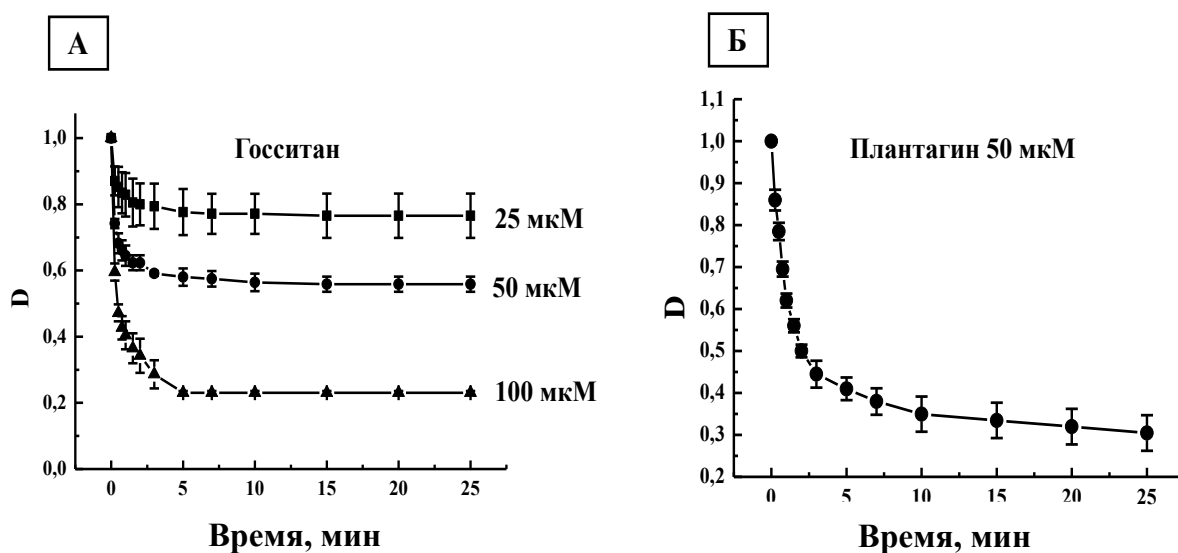 А
Госситан
25 мкМ
50 мкМ
100 мкМ
1,0
0,8
0,6
0,4
0,2
0,0
D
0 5 10 15 20 25
Время, мин
Б
Плантагин 50 мкМ
1,1
1,0
0,9
0,8
0,7
0,6
0,5
0,4
0,3
0,2
D
0 5 10 15 20 25
Время, мин